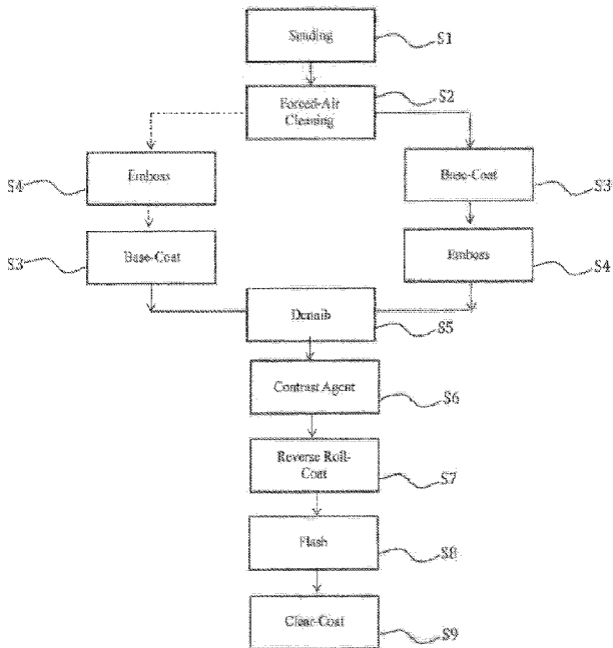 Sanding
S1
Forced-Air
Cleaning
S2
Emboss
S4
Base-Coat
S3
Base-Coat
S3
Emboss
S4
Dennib
S5
Contrast Agent
S6
Reverse Roll-
Coat
S7
Flash
S8
Clear-Coat
S9